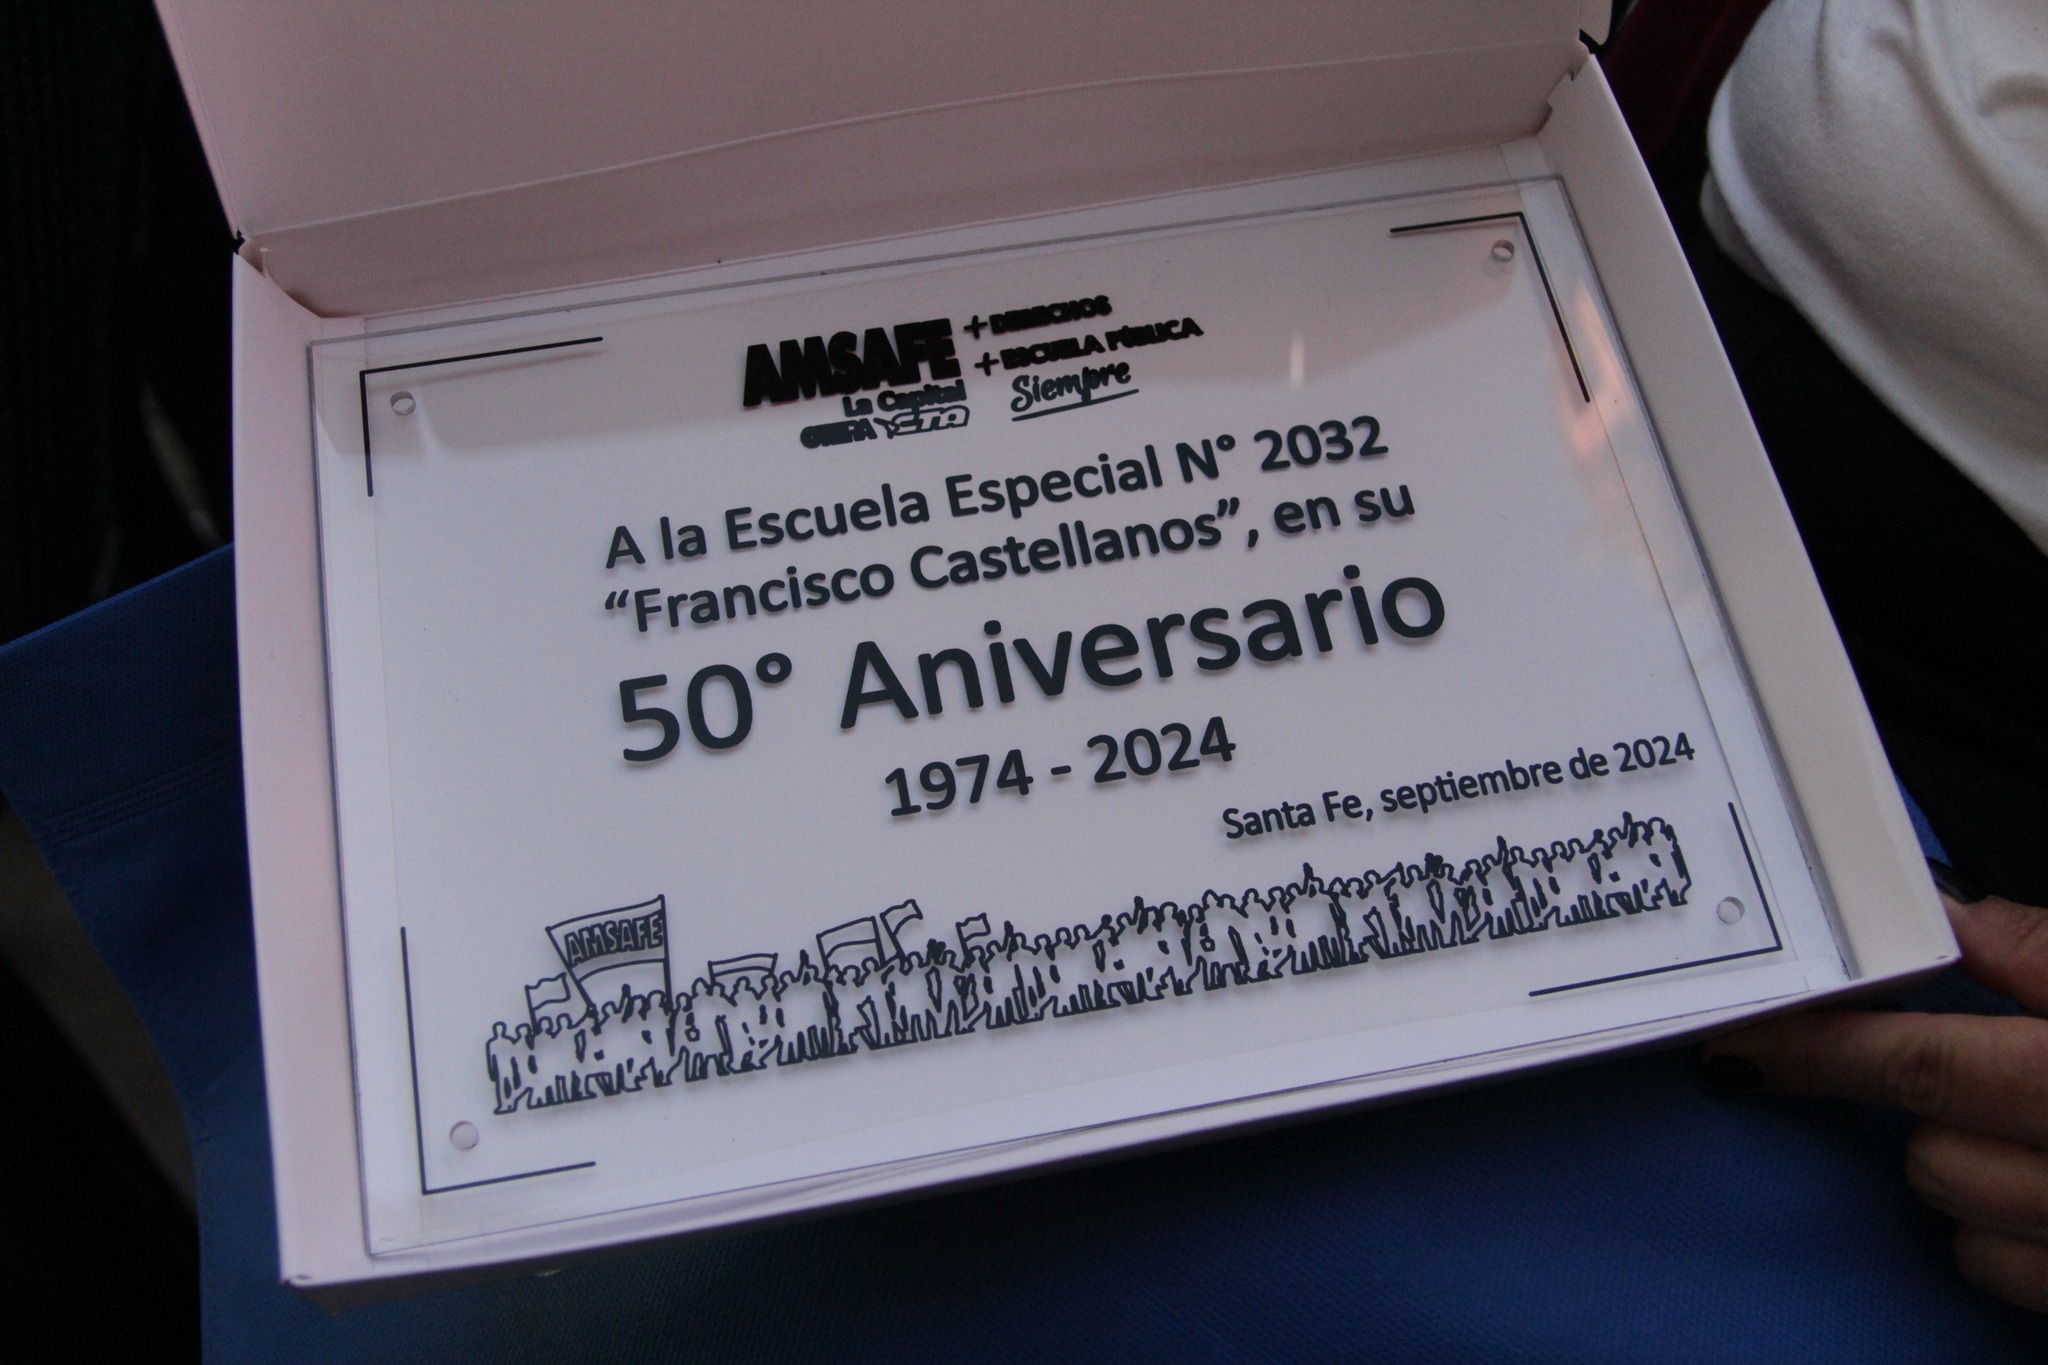 AMSAFE
La Capital
CTERA CTA
+ DERECHOS
+ ESCUELA PÚBLICA
Siempre
A la Escuela Especial N° 2032
“Francisco Castellanos”, en su
50° Aniversario
1974 - 2024
Santa Fe, septiembre de 2024
AMSAFE